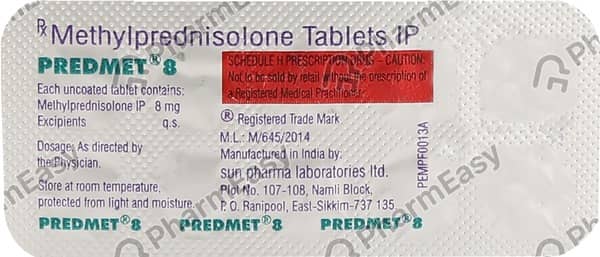 Rx Methylprednisolone Tablets IP
PREDMET® 8
Each uncoated tablet contains:
Methylprednisolone IP 8 mg
Excipients q.s.
Dosage: As directed
by the Physician.
Store at room temperature,
protected from light and moisture.
SCHEDULE H PRESCRIPTION DRUG - CAUTION:
Not to be sold by retail without the prescription of
a Registered Medical Practitioner.
® Registered Trade Mark
M.L.: M/645/2014
Manufactured in India by:
sun pharma laboratories ltd.
Plot No. 107-108, Namli Block,
P. O. Ranipool, East-Sikkim-737 135
PEMPF0013A
PREDMET® 8 PREDMET® 8 PREDMET® 8
PharmEasy
PharmEasy
PharmEasy